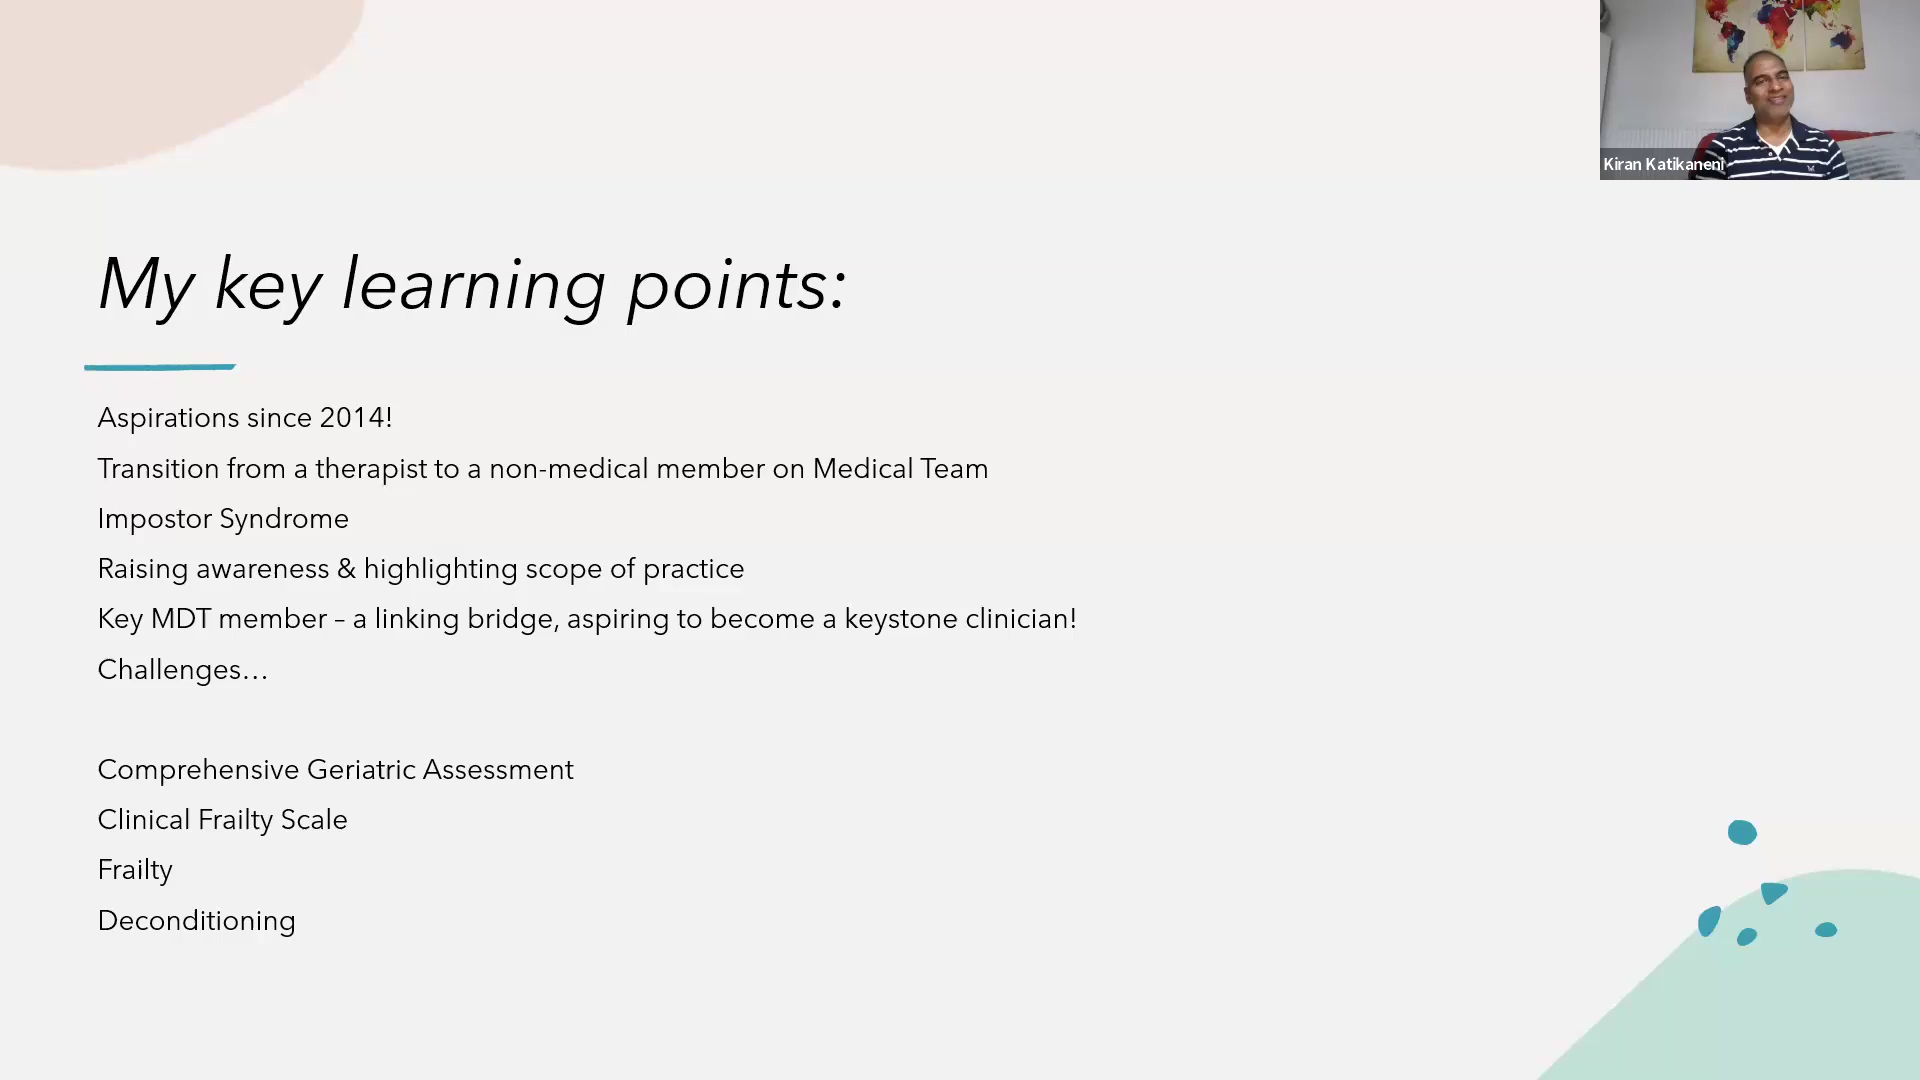 Kiran Katikaneni
My key learning points:
Aspirations since 2014!
Transition from a therapist to a non-medical member on Medical Team
Impostor Syndrome
Raising awareness & highlighting scope of practice
Key MDT member – a linking bridge, aspiring to become a keystone clinician!
Challenges…
Comprehensive Geriatric Assessment
Clinical Frailty Scale
Frailty
Deconditioning